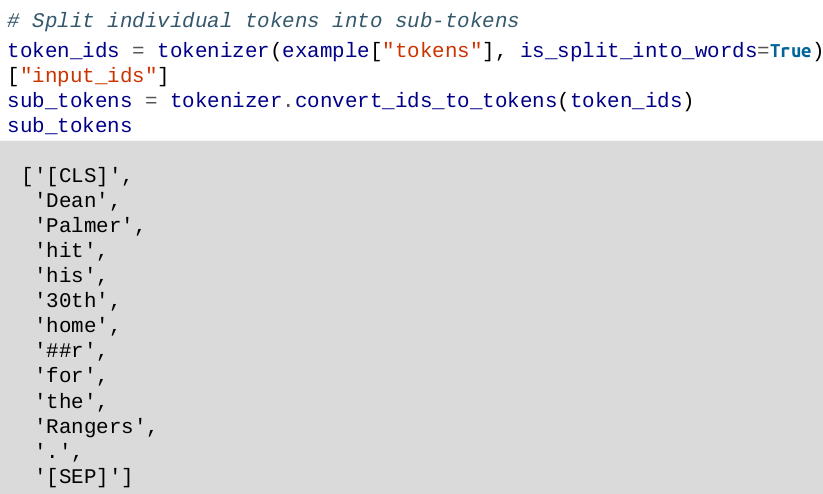 # Split individual tokens into sub-tokens
token_ids = tokenizer(example["tokens"], is_split_into_words=True)
["input_ids"]
sub_tokens = tokenizer.convert_ids_to_tokens(token_ids)
sub_tokens
['[CLS]',
'Dean',
'Palmer',
'hit',
'his',
'30th',
'home',
'##r',
'for',
'the',
'Rangers',
'.',
'[SEP]']